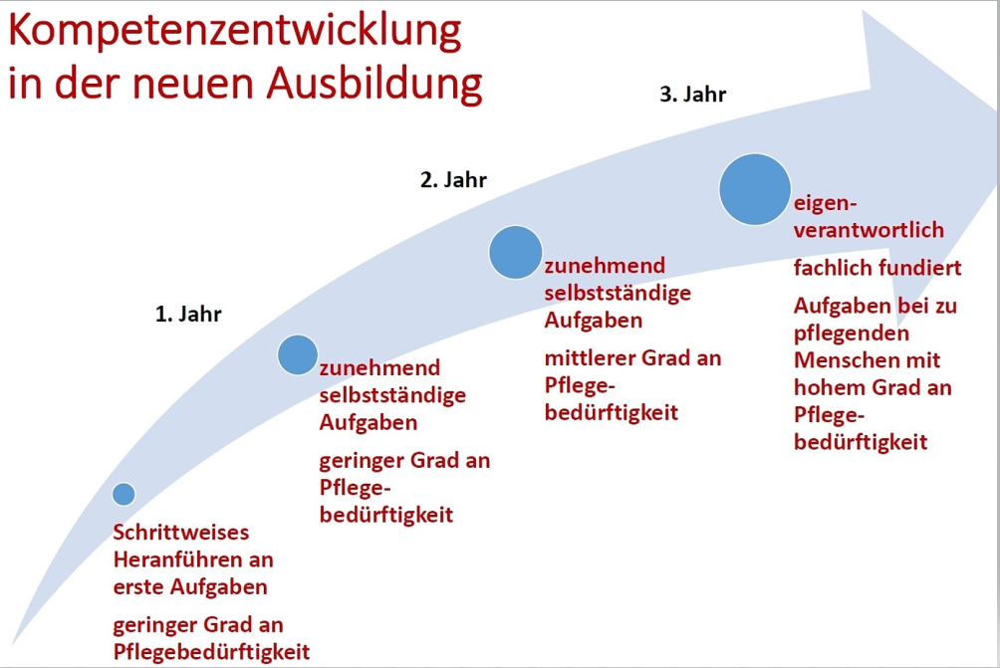 Kompetenzentwicklung
in der neuen Ausbildung
1. Jahr
Schrittweises
Heranführen an
erste Aufgaben
geringer Grad an
Pflegebedürftigkeit
zunehmend
selbstständige
Aufgaben
geringer Grad an
Pflege-
bedürftigkeit
2. Jahr
zunehmend
selbstständige
Aufgaben
mittlerer Grad an
Pflege-
bedürftigkeit
3. Jahr
eigen-
verantwortlich
fachlich fundiert
Aufgaben bei zu
pflegenden
Menschen mit
hohem Grad an
Pflege-
bedürftigkeit